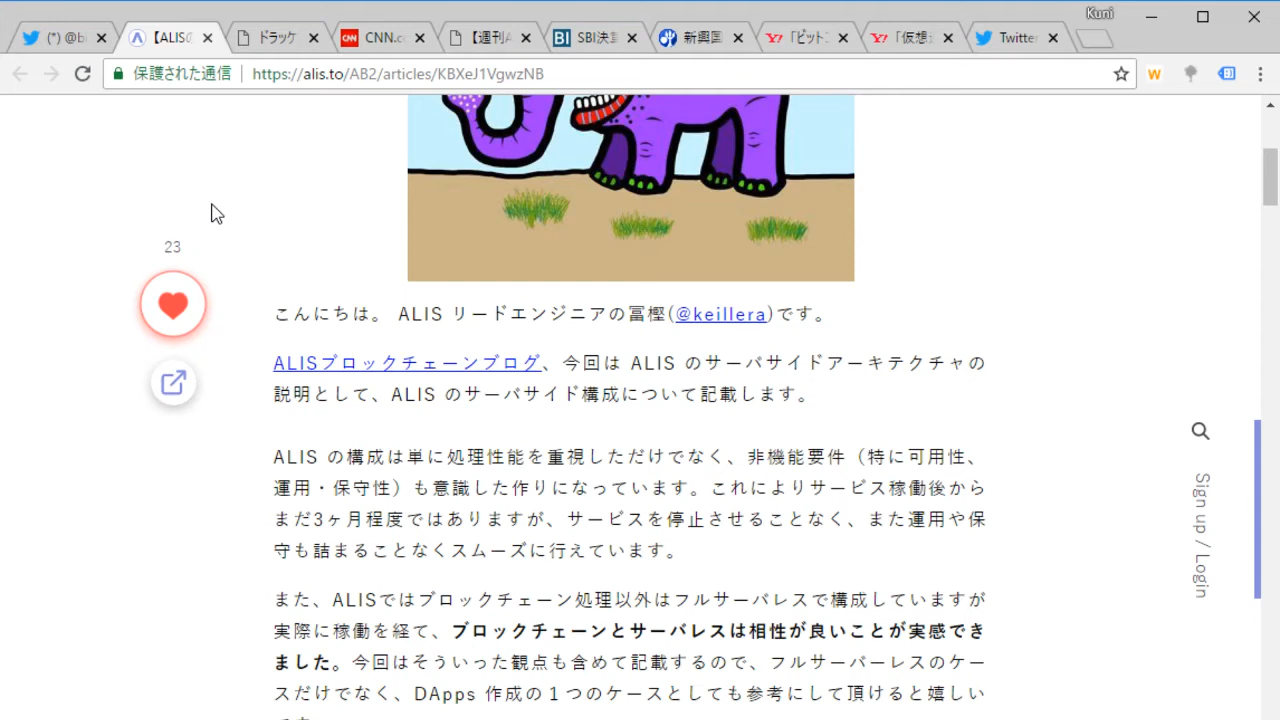 Kuni
(*) @bi
【ALISの
ドラッケ
CNN.c
【週刊A
SBI決算
新興国
「ビット
「仮想通
Twitter
保護された通信
https://alis.to/AB2/articles/KBXeJ1VgwzNB
23
こんにちは。 ALIS リードエンジニアの冨樫(@keillera)です。
ALISブロックチェーンブログ、今回は ALIS のサーバサイドアーキテクチャの
説明として、ALIS のサーバサイド構成について記載します。
ALIS の構成は単に処理性能を重視しただけでなく、非機能要件（特に可用性、
運用・保守性）も意識した作りになっています。これによりサービス稼働後から
まだ3ヶ月程度ではありますが、サービスを停止させることなく、また運用や保
守も詰まることなくスムーズに行えています。
また、ALISではブロックチェーン処理以外はフルサーバレスで構成していますが
実際に稼働を経て、ブロックチェーンとサーバレスは相性が良いことが実感でき
ました。今回はそういった観点も含めて記載するので、フルサーバーレスのケー
スだけでなく、DApps 作成の１つのケースとしても参考にして頂けると嬉しい
です。
Sign up / Login